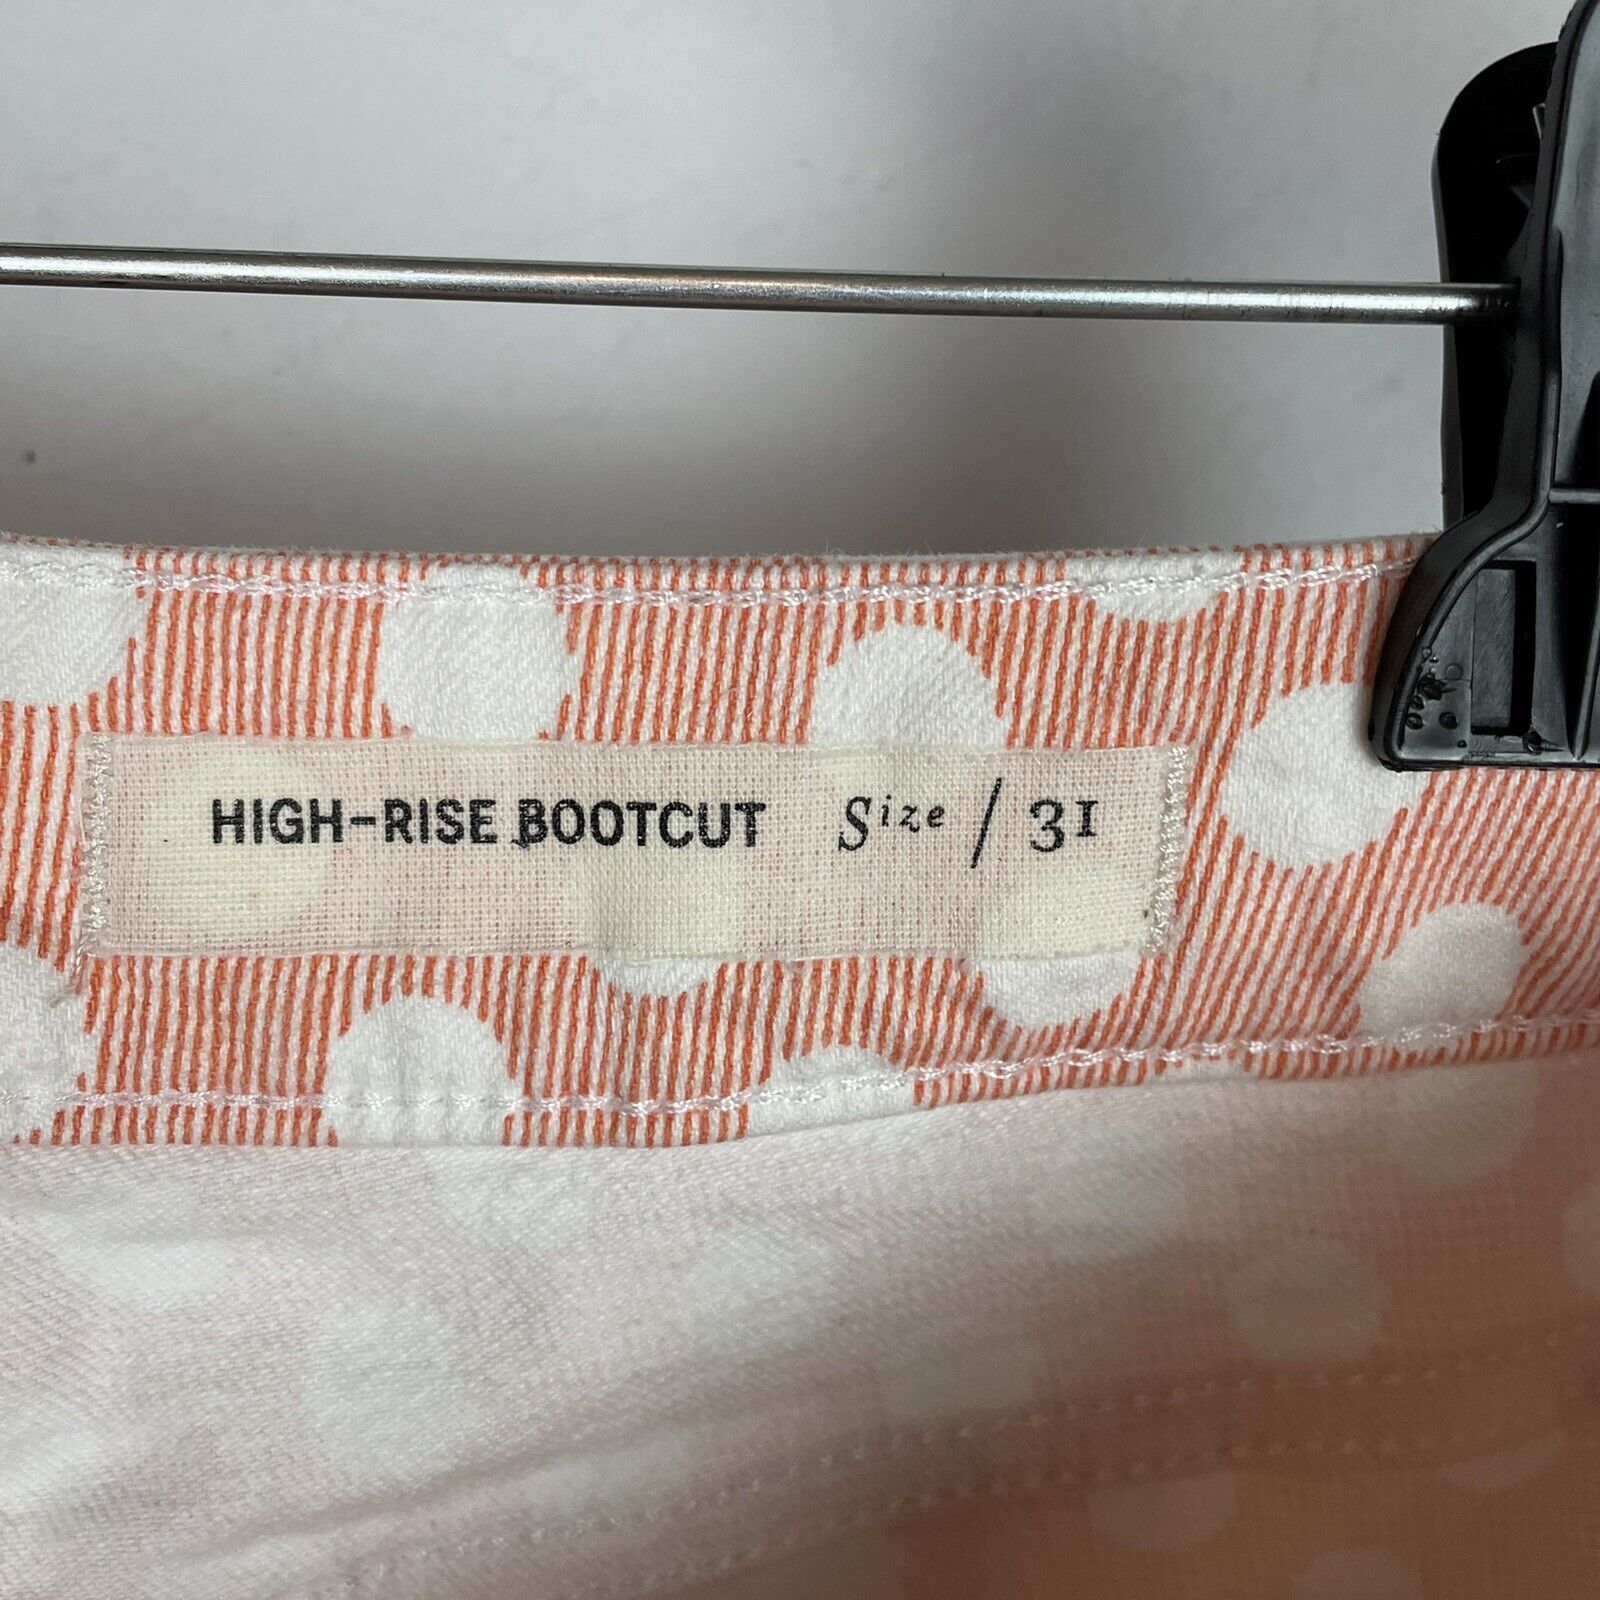 HIGH-RISE BOOTCUT Size / 31